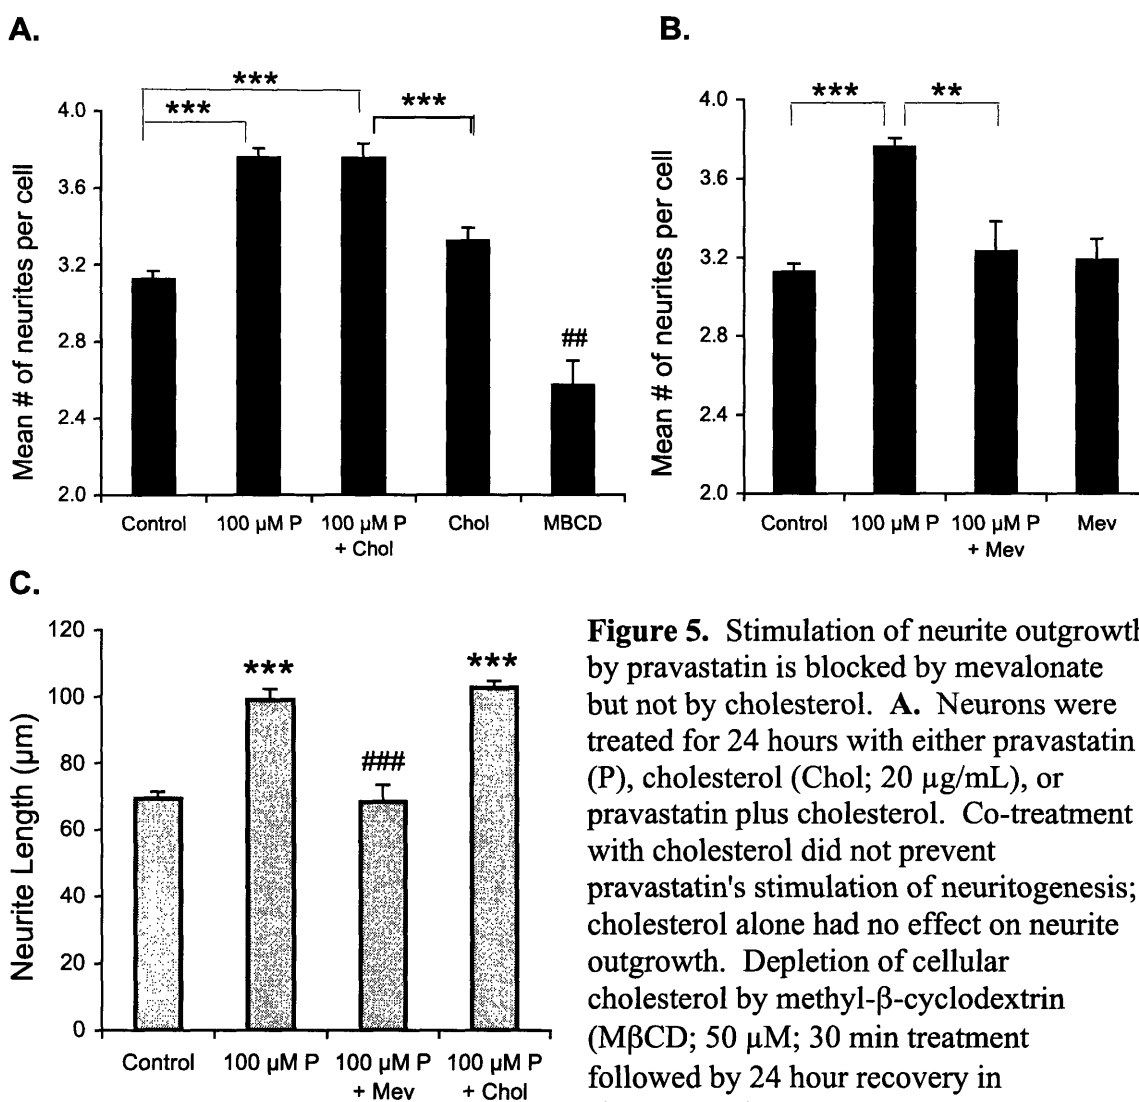 A.
***
***
***
4.0
3.6
3.2
2.8
2.4
2.0
Mean # of neurites per cell
##
Control
100 µM P
100 µM P
+ Chol
Chol
MBCD
B.
***
**
4.0
3.6
3.2
2.8
2.4
2.0
Mean # of neurites per cell
Control
100 µM P
100 µM P
+ Mev
Mev
C.
120
100
80
60
40
20
0
Neurite Length (µm)
***
###
***
Control
100 µM P
100 µM P
+ Mev
100 µM P
+ Chol
Figure 5. Stimulation of neurite outgrowth
by pravastatin is blocked by mevalonate
but not by cholesterol. A. Neurons were
treated for 24 hours with either pravastatin
(P), cholesterol (Chol; 20 µg/mL), or
pravastatin plus cholesterol. Co-treatment
with cholesterol did not prevent
pravastatin's stimulation of neuritogenesis;
cholesterol alone had no effect on neurite
outgrowth. Depletion of cellular
cholesterol by methyl-β-cyclodextrin
(MβCD; 50 µM; 30 min treatment
followed by 24 hour recovery in